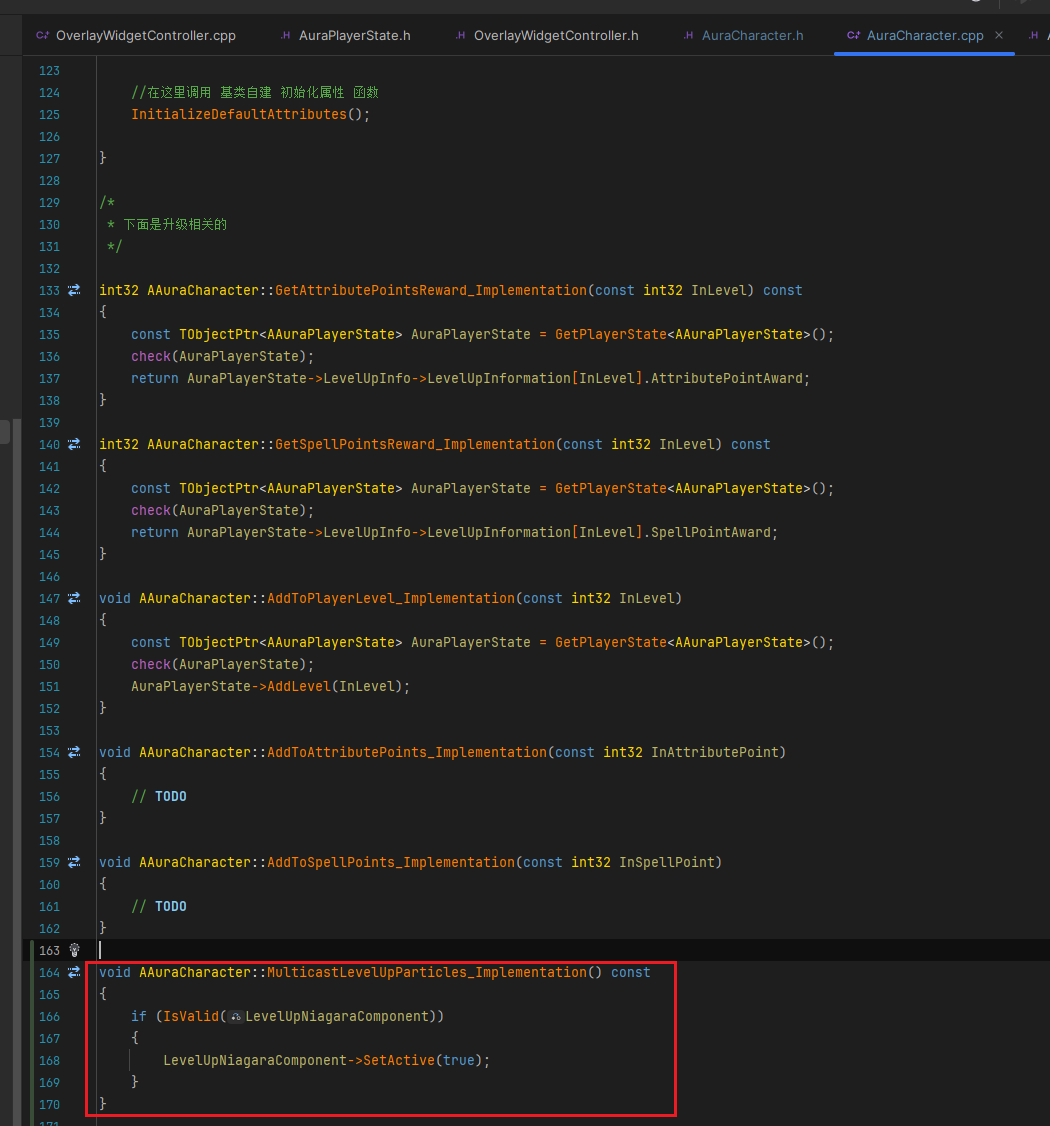 OverlayWidgetController.cpp
AuraPlayerState.h
OverlayWidgetController.h
AuraCharacter.h
AuraCharacter.cpp
123
124 //在这里调用 基类自建 初始化属性 函数
125 InitializeDefaultAttributes();
126
127 }
128
129 /*
130 * 下面是升级相关的
131 */
132
133 int32 AAuraCharacter::GetAttributePointsReward_Implementation(const int32 InLevel) const
134 {
135 const TObjectPtr<AAuraPlayerState> AuraPlayerState = GetPlayerState<AAuraPlayerState>();
136 check(AuraPlayerState);
137 return AuraPlayerState->LevelUpInfo->LevelUpInformation[InLevel].AttributePointAward;
138 }
139
140 int32 AAuraCharacter::GetSpellPointsReward_Implementation(const int32 InLevel) const
141 {
142 const TObjectPtr<AAuraPlayerState> AuraPlayerState = GetPlayerState<AAuraPlayerState>();
143 check(AuraPlayerState);
144 return AuraPlayerState->LevelUpInfo->LevelUpInformation[InLevel].SpellPointAward;
145 }
146
147 void AAuraCharacter::AddToPlayerLevel_Implementation(const int32 InLevel)
148 {
149 const TObjectPtr<AAuraPlayerState> AuraPlayerState = GetPlayerState<AAuraPlayerState>();
150 check(AuraPlayerState);
151 AuraPlayerState->AddLevel(InLevel);
152 }
153
154 void AAuraCharacter::AddToAttributePoints_Implementation(const int32 InAttributePoint)
155 {
156 // TODO
157 }
158
159 void AAuraCharacter::AddToSpellPoints_Implementation(const int32 InSpellPoint)
160 {
161 // TODO
162 }
163
164 void AAuraCharacter::MulticastLevelUpParticles_Implementation() const
165 {
166 if (IsValid(LevelUpNiagaraComponent))
167 {
168 LevelUpNiagaraComponent->SetActive(true);
169 }
170 }